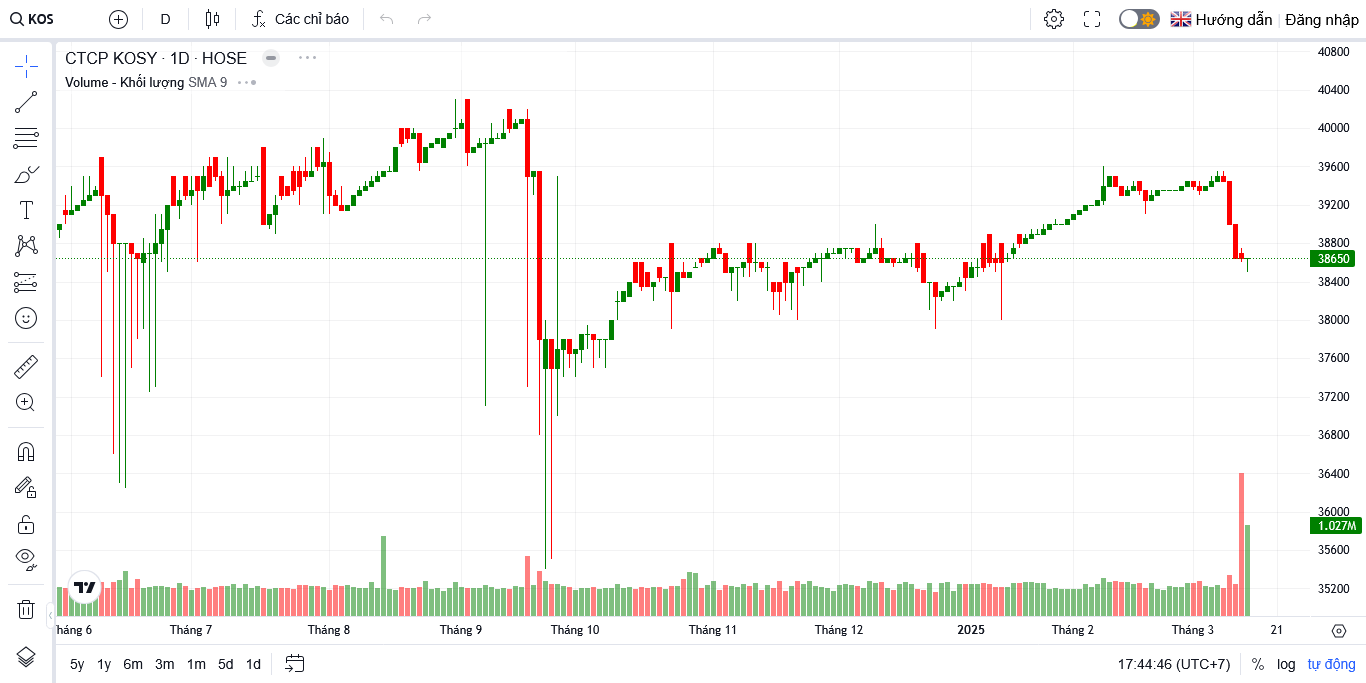 KOS D Các chỉ báo Hướng dẫn Đăng nhập
CTCP KOSY · 1D · HOSE
Volume - Khối lượng SMA 9
40800
40400
40000
39600
39200
38800
38650
38400
38000
37600
37200
36800
36400
36000
1.027M
35600
35200
háng 6 Tháng 7 Tháng 8 Tháng 9 Tháng 10 Tháng 11 Tháng 12 2025 Tháng 2 Tháng 3 21
5y 1y 6m 3m 1m 5d 1d 17:44:46 (UTC+7) % log tự động